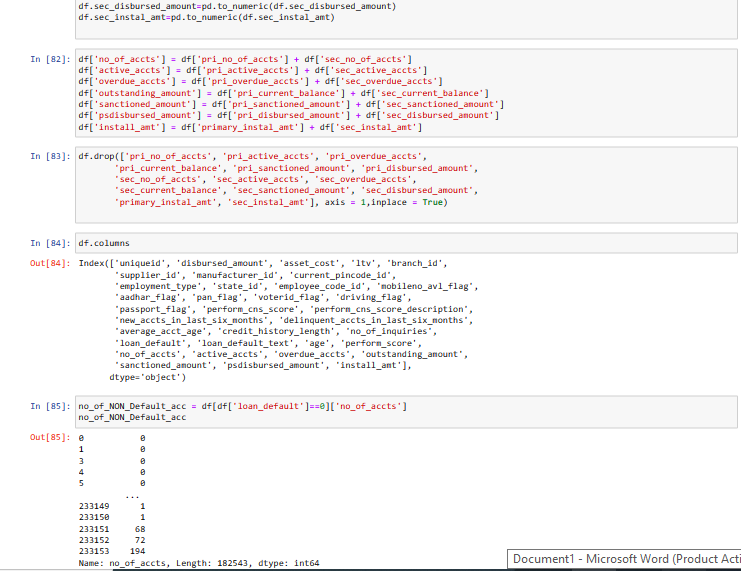 df.sec_disbursed_amount=pd.to_numeric(df.sec_disbursed_amount)
df.sec_instal_amt=pd.to_numeric(df.sec_instal_amt)
In [82]: df['no_of_accts'] = df['pri_no_of_accts'] + df['sec_no_of_accts']
df['active_accts'] = df['pri_active_accts'] + df['sec_active_accts']
df['overdue_accts'] = df['pri_overdue_accts'] + df['sec_overdue_accts']
df['outstanding_amount'] = df['pri_current_balance'] + df['sec_current_balance']
df['sanctioned_amount'] = df['pri_sanctioned_amount'] + df['sec_sanctioned_amount']
df['psdisbursed_amount'] = df['pri_disbursed_amount'] + df['sec_disbursed_amount']
df['install_amt'] = df['primary_instal_amt'] + df['sec_instal_amt']
In [83]: df.drop(['pri_no_of_accts', 'pri_active_accts', 'pri_overdue_accts',
'pri_current_balance', 'pri_sanctioned_amount', 'pri_disbursed_amount',
'sec_no_of_accts', 'sec_active_accts', 'sec_overdue_accts',
'sec_current_balance', 'sec_sanctioned_amount', 'sec_disbursed_amount',
'primary_instal_amt', 'sec_instal_amt'], axis = 1,inplace = True)
In [84]: df.columns
Out[84]: Index(['uniqueid', 'disbursed_amount', 'asset_cost', 'ltv', 'branch_id',
'supplier_id', 'manufacturer_id', 'current_pincode_id',
'employment_type', 'state_id', 'employee_code_id', 'mobileno_avl_flag',
'aadhar_flag', 'pan_flag', 'voterid_flag', 'driving_flag',
'passport_flag', 'perform_cns_score', 'perform_cns_score_description',
'new_accts_in_last_six_months', 'delinquent_accts_in_last_six_months',
'average_acct_age', 'credit_history_length', 'no_of_inquiries',
'loan_default', 'loan_default_text', 'age', 'perform_score',
'no_of_accts', 'active_accts', 'overdue_accts', 'outstanding_amount',
'sanctioned_amount', 'psdisbursed_amount', 'install_amt'],
dtype='object')
In [85]: no_of_NON_Default_acc = df[df['loan_default']==0]['no_of_accts']
no_of_NON_Default_acc
Out[85]: 0 0
1 0
3 0
4 0
5 0
...
233149 1
233150 1
233151 68
233152 72
233153 194
Name: no_of_accts, Length: 182543, dtype: int64
Document1 - Microsoft Word (Product Acti